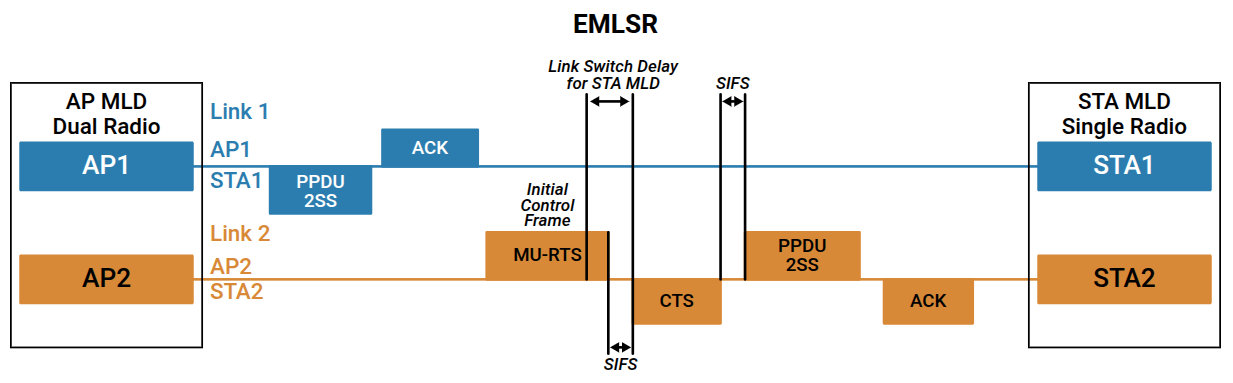 EMLSR
Link Switch Delay
for STA MLD
SIFS
AP MLD
Dual Radio
AP1
AP2
Link 1
AP1
STA1
PPDU
2SS
ACK
Link 2
AP2
STA2
Initial
Control
Frame
MU-RTS
SIFS
CTS
PPDU
2SS
ACK
STA MLD
Single Radio
STA1
STA2